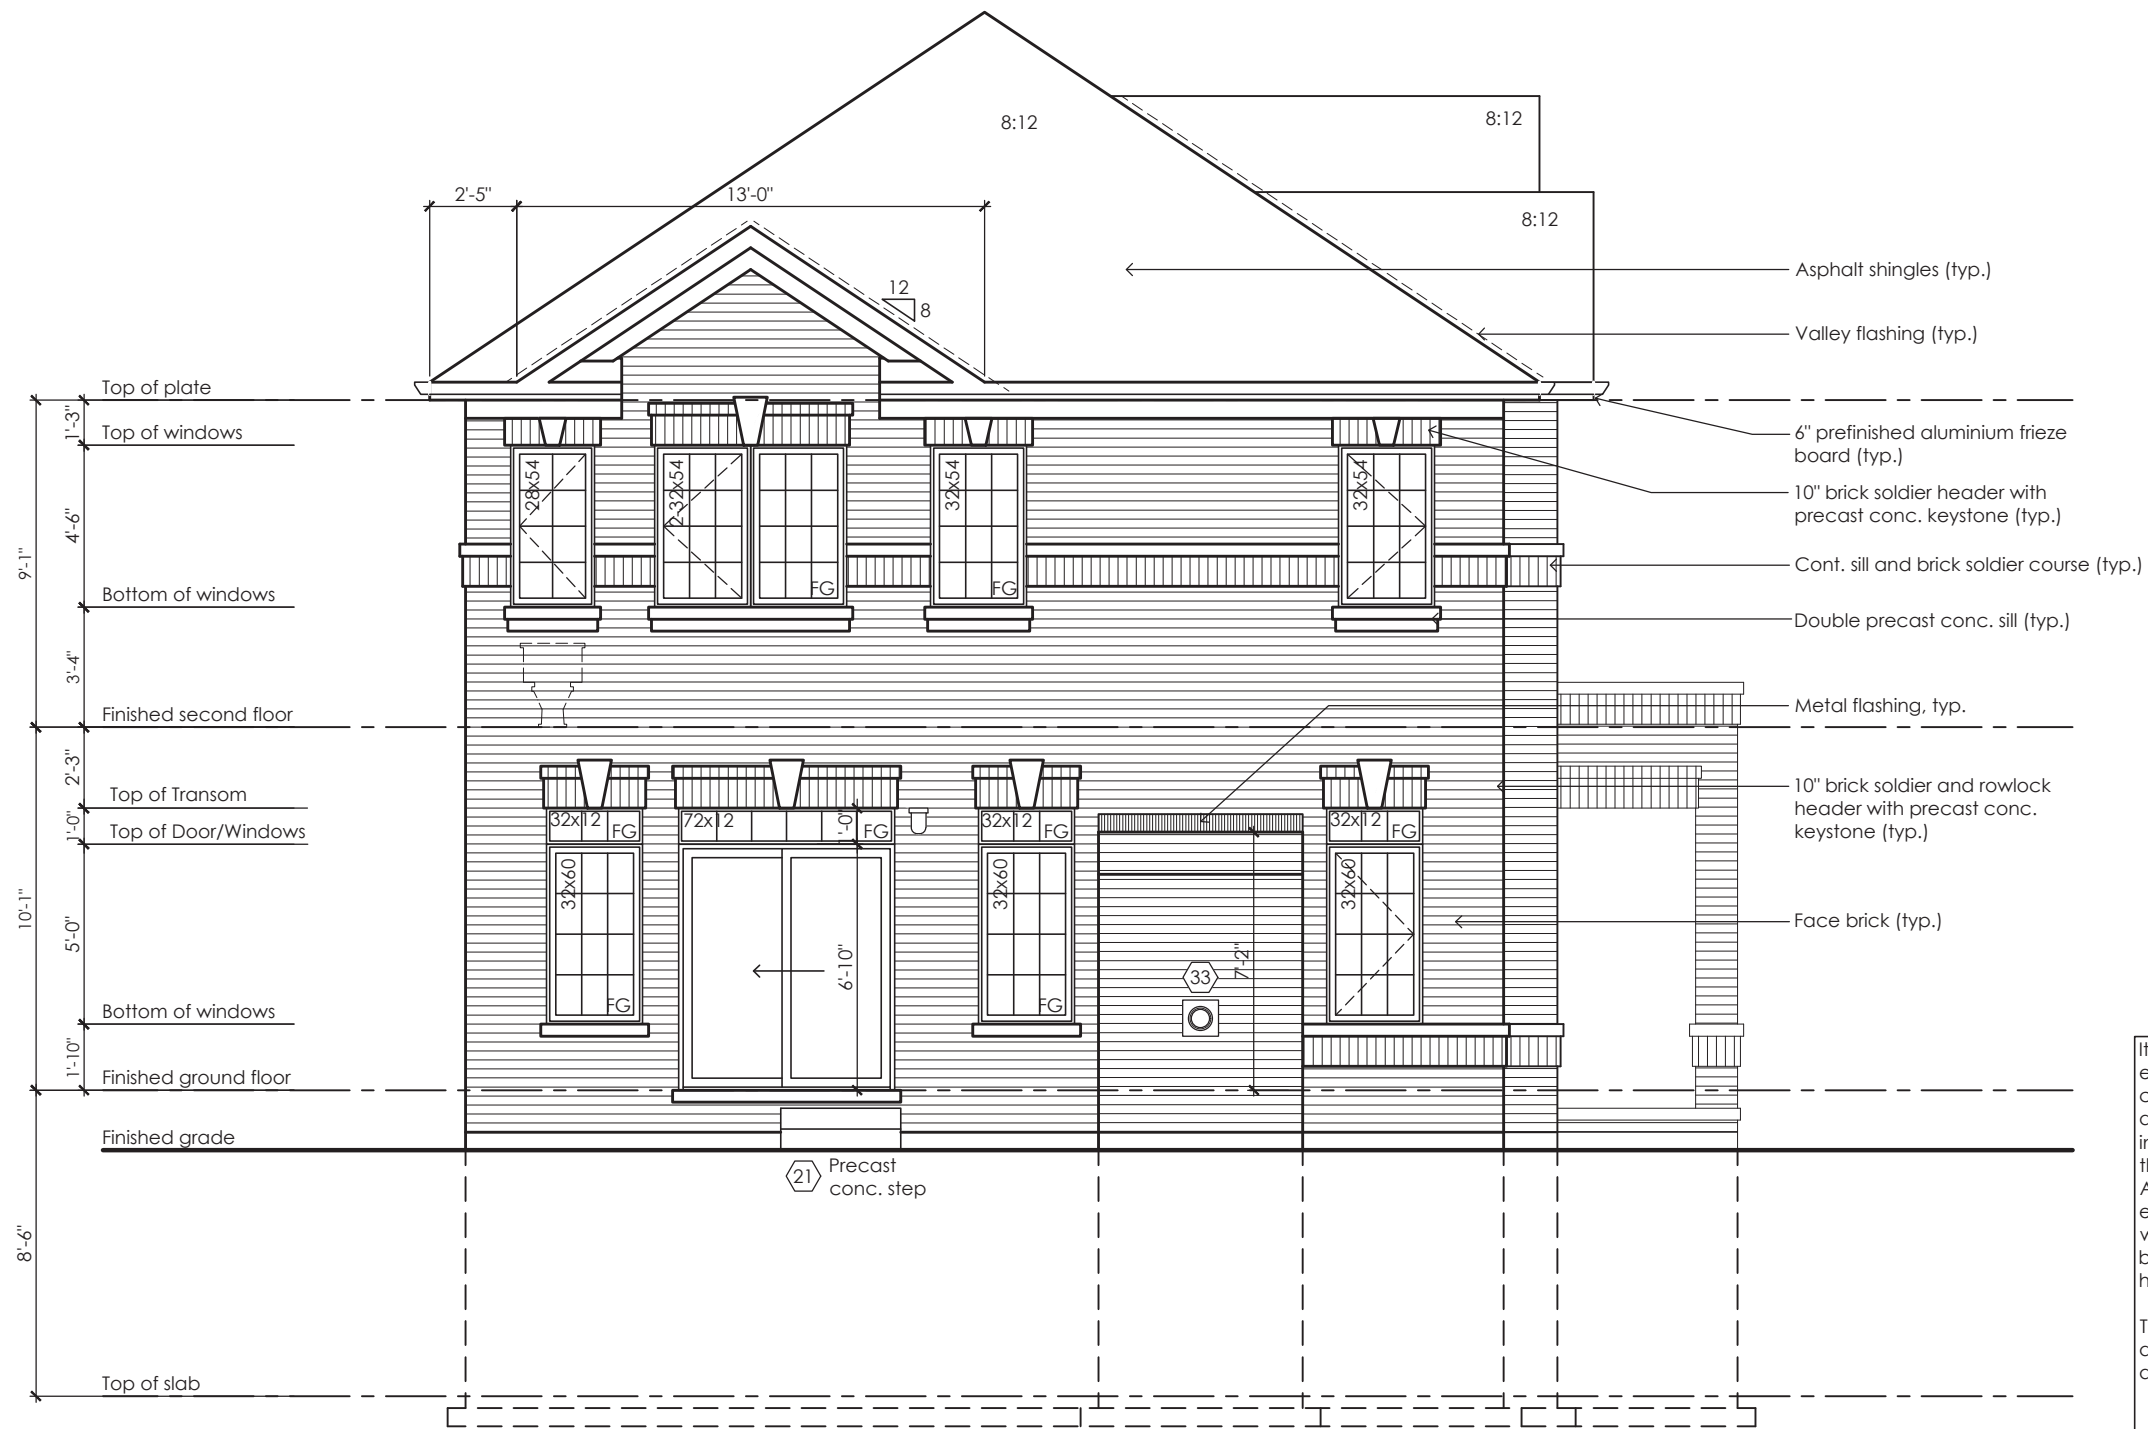 8:12
8:12
8:12
2'-5"
13'-0"
12
8
Asphalt shingles (typ.)
Valley flashing (typ.)
Top of plate
Top of windows
1'-3"
6" prefinished aluminium frieze
board (typ.)
10" brick soldier header with
precast conc. keystone (typ.)
28x54
2-32x54
32x54
32x54
4'-6"
9'-1"
Cont. sill and brick soldier course (typ.)
FG
FG
Bottom of windows
Double precast conc. sill (typ.)
3'-4"
Finished second floor
Metal flashing, typ.
2'-3"
Top of Transom
10" brick soldier and rowlock
header with precast conc.
keystone (typ.)
1'-0"
Top of Door/Windows
32x12
FG
72x12
1'-0"
FG
32x12
FG
32x12
FG
32x60
32x60
32x60
10'-1"
5'-0"
Face brick (typ.)
6'-10"
7'-2"
33
FG
FG
Bottom of windows
1'-10"
Finished ground floor
Finished grade
21
Precast
conc. step
8'-6"
Top of slab
It